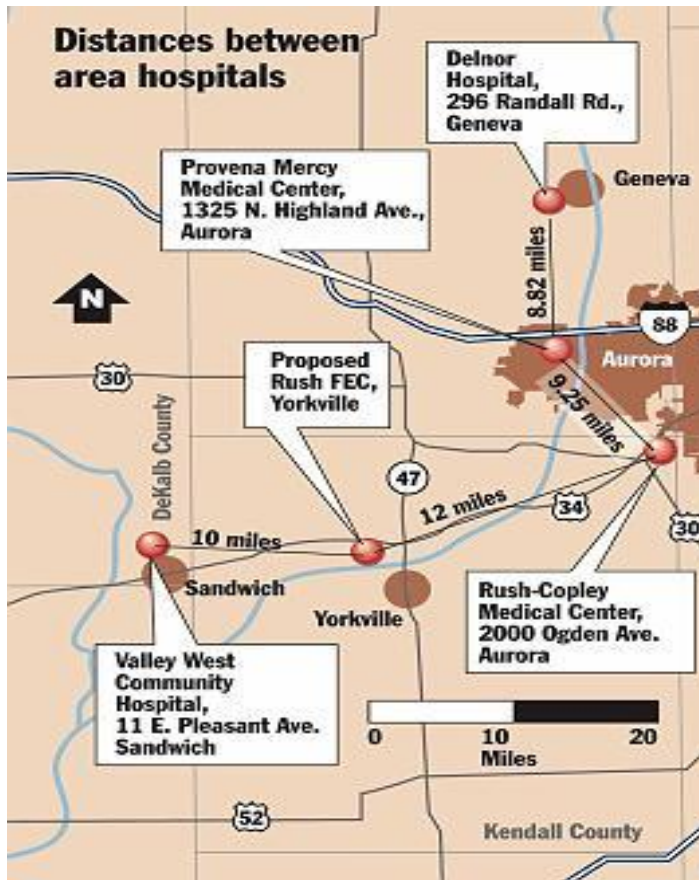 Distances between
area hospitals
Delnor
Hospital,
296 Randall Rd.,
Geneva
Provena Mercy
Medical Center,
1325 N. Highland Ave.,
Aurora
Geneva
8.82 miles
N
88
Aurora
30
Proposed
Rush FEC,
Yorkville
9.25 miles
DeKalb County
47
12 miles
34
30
10 miles
Sandwich
Yorkville
Rush-Copley
Medical Center,
2000 Ogden Ave.
Aurora
Valley West
Community
Hospital,
11 E. Pleasant Ave.
Sandwich
0 10 20
Miles
52
Kendall County